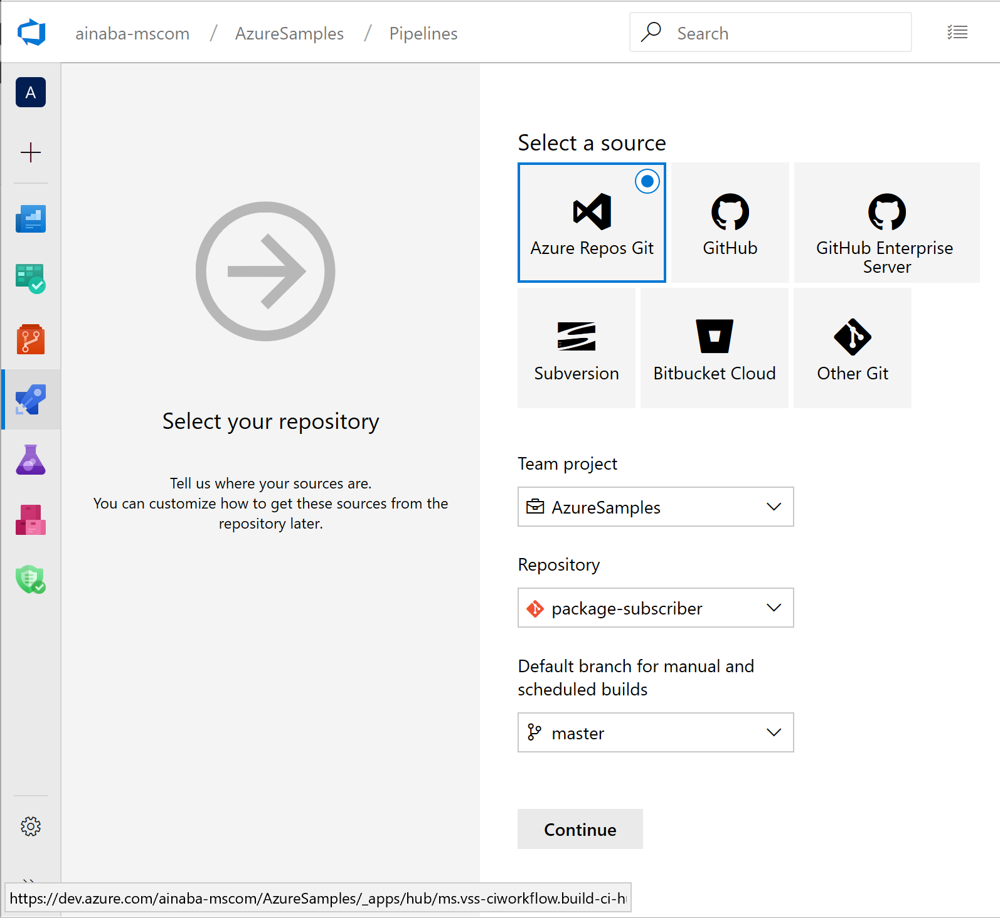 ainaba-mscom / AzureSamples / Pipelines
Search
A
Select your repository
Tell us where your sources are.
You can customize how to get these sources from the
repository later.
Select a source
Azure Repos Git
GitHub
GitHub Enterprise
Server
Subversion
Bitbucket Cloud
Other Git
Team project
AzureSamples
Repository
package-subscriber
Default branch for manual and
scheduled builds
master
Continue
https://dev.azure.com/ainaba-mscom/AzureSamples/_apps/hub/ms.vss-ciworkflow.build-ci-h